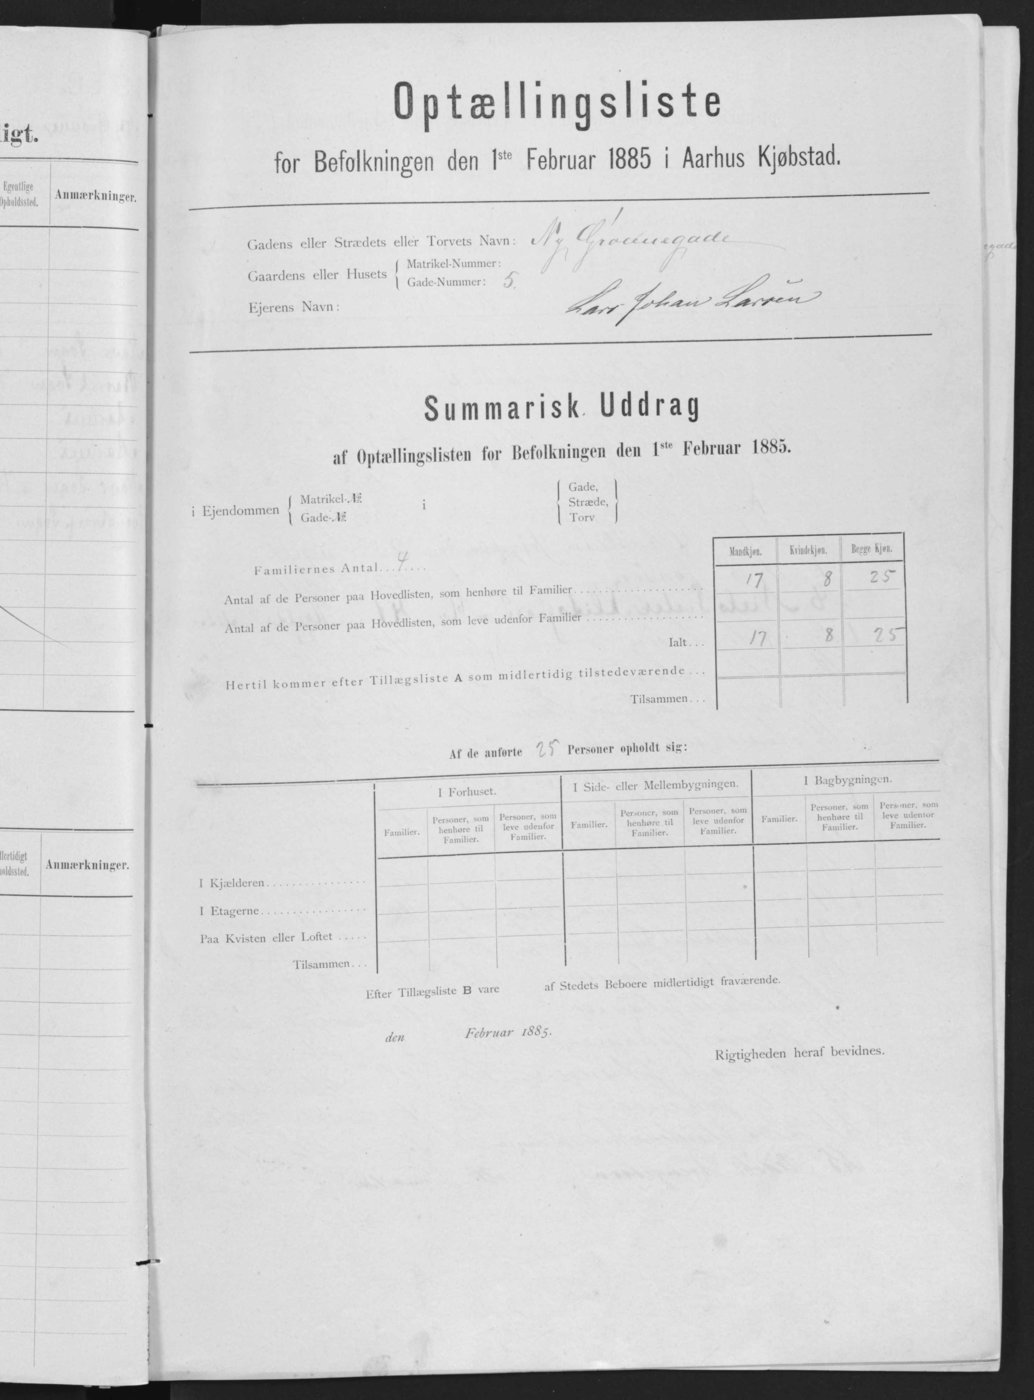 igt.
Egentlige
Opholdssted.
Anmærkninger.
llertidigt
oldssted.
Anmærkninger.
Optællingsliste
for Befolkningen den 1ste Februar 1885 i Aarhus Kjøbstad.
Gadens eller Strædets eller Torvets Navn: Ny Grønnegade
Gaardens eller Husets { Matrikel-Nummer:
Gade-Nummer: 5.
Ejerens Navn: Lars Johan Larsen
Summarisk Uddrag
af Optællingslisten for Befolkningen den 1ste Februar 1885.
i Ejendommen { Matrikel-№ i { Gade, }
Gade-№ Stræde,
Torv
Mandkjøn. Kvindekjøn. Begge Kjøn.
Familiernes Antal...4....
Antal af de Personer paa Hovedlisten, som henhøre til Familier 17 8 25
Antal af de Personer paa Hovedlisten, som leve udenfor Familier
Ialt... 17 8 25
Hertil kommer efter Tillægsliste A som midlertidig tilstedeværende...
Tilsammen...
Af de anførte 25 Personer opholdt sig:
I Forhuset. I Side- eller Mellembygningen. I Bagbygningen.
Familier. Personer, som henhøre til Familier. Personer, som leve udenfor Familier. Familier. Personer, som henhøre til Familier. Personer, som leve udenfor Familier. Familier. Personer, som henhøre til Familier. Personer, som leve udenfor Familier.
I Kjælderen
I Etagerne
Paa Kvisten eller Loftet
Tilsammen...
Efter Tillægsliste B vare af Stedets Beboere midlertidigt fraværende.
den Februar 1885.
Rigtigheden heraf bevidnes.